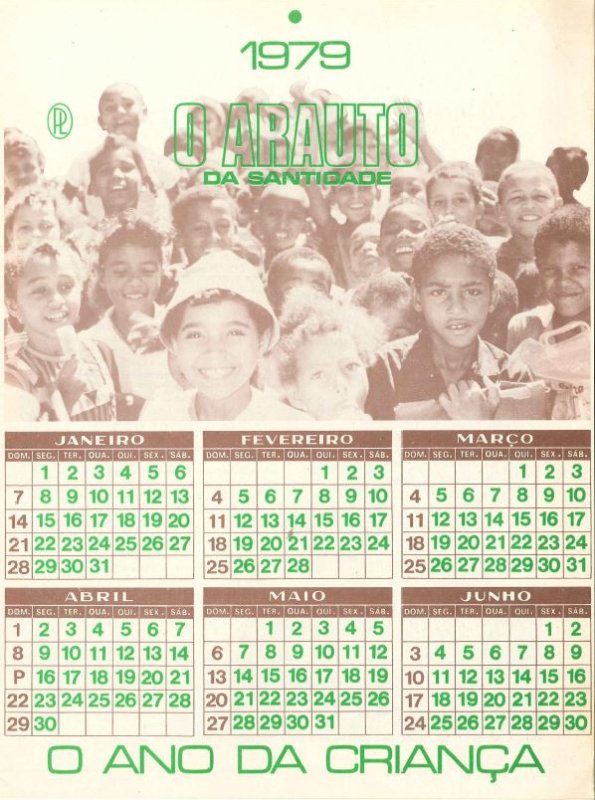 1979
PL
O ARAUTO
DA SANTIDADE
JANEIRO
DOM. SEG. TER. QUA. QUI. SEX. SÁB.
1 2 3 4 5 6
7 8 9 10 11 12 13
14 15 16 17 18 19 20
21 22 23 24 25 26 27
28 29 30 31
FEVEREIRO
DOM. SEG. TER. QUA. QUI. SEX. SÁB.
1 2 3
4 5 6 7 8 9 10
11 12 13 14 15 16 17
18 19 20 21 22 23 24
25 26 27 28
MARÇO
DOM. SEG. TER. QUA. QUI. SEX. SÁB.
1 2 3
4 5 6 7 8 9 10
11 12 13 14 15 16 17
18 19 20 21 22 23 24
25 26 27 28 29 30 31
ABRIL
DOM. SEG. TER. QUA. QUI. SEX. SÁB.
1 2 3 4 5 6 7
8 9 10 11 12 13 14
P 16 17 18 19 20 21
22 23 24 25 26 27 28
29 30
MAIO
DOM. SEG. TER. QUA. QUI. SEX. SÁB.
1 2 3 4 5
6 7 8 9 10 11 12
13 14 15 16 17 18 19
20 21 22 23 24 25 26
27 28 29 30 31
JUNHO
DOM. SEG. TER. QUA. QUI. SEX. SÁB.
1 2
3 4 5 6 7 8 9
10 11 12 13 14 15 16
17 18 19 20 21 22 23
24 25 26 27 28 29 30
O ANO DA CRIANÇA